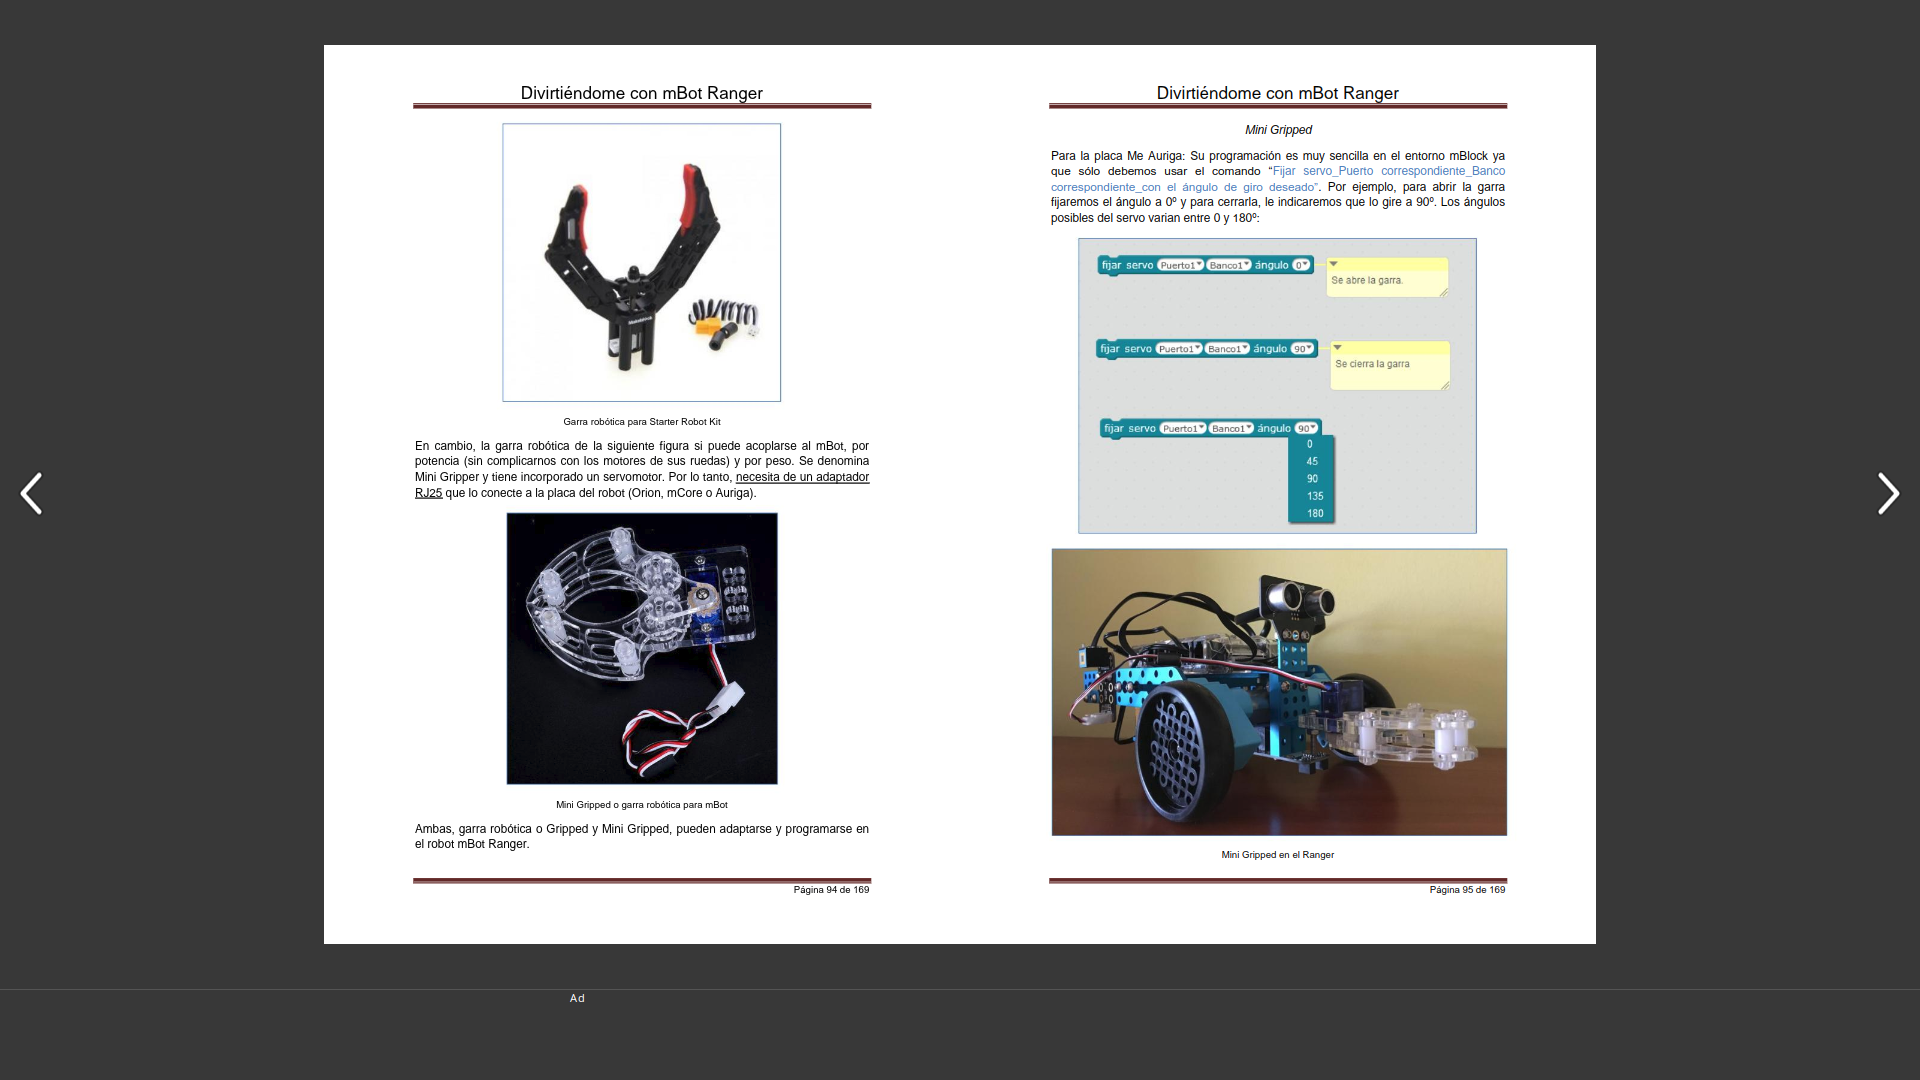 Divirtiéndome con mBot Ranger
Makeblock
Garra robótica para Starter Robot Kit
En cambio, la garra robótica de la siguiente figura si puede acoplarse al mBot, por
potencia (sin complicarnos con los motores de sus ruedas) y por peso. Se denomina
Mini Gripper y tiene incorporado un servomotor. Por lo tanto, necesita de un adaptador
RJ25 que lo conecte a la placa del robot (Orion, mCore o Auriga).
Mini Gripped o garra robótica para mBot
Ambas, garra robótica o Gripped y Mini Gripped, pueden adaptarse y programarse en
el robot mBot Ranger.
Página 94 de 169
Divirtiéndome con mBot Ranger
Mini Gripped
Para la placa Me Auriga: Su programación es muy sencilla en el entorno mBlock ya
que sólo debemos usar el comando “Fijar servo_Puerto correspondiente_Banco
correspondiente_con el ángulo de giro deseado”. Por ejemplo, para abrir la garra
fijaremos el ángulo a 0º y para cerrarla, le indicaremos que lo gire a 90º. Los ángulos
posibles del servo varian entre 0 y 180º:
fijar servo Puerto1 Banco1 ángulo 0
Se abre la garra.
fijar servo Puerto1 Banco1 ángulo 90
Se cierra la garra
fijar servo Puerto1 Banco1 ángulo 90
0
45
90
135
180
Mini Gripped en el Ranger
Página 95 de 169
Ad